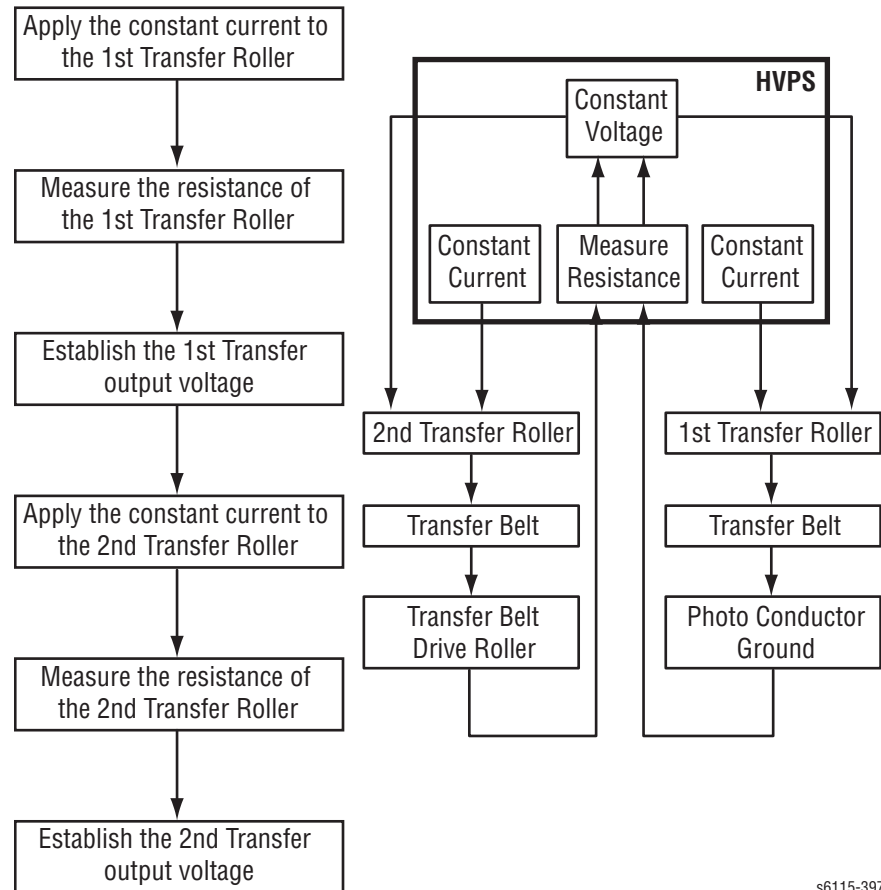 Apply the constant current to
the 1st Transfer Roller
Measure the resistance of
the 1st Transfer Roller
Establish the 1st Transfer
output voltage
Apply the constant current to
the 2nd Transfer Roller
Measure the resistance of
the 2nd Transfer Roller
Establish the 2nd Transfer
output voltage
HVPS
Constant
Voltage
Constant
Current
Measure
Resistance
Constant
Current
2nd Transfer Roller
1st Transfer Roller
Transfer Belt
Transfer Belt
Transfer Belt
Drive Roller
Photo Conductor
Ground
s6115-397